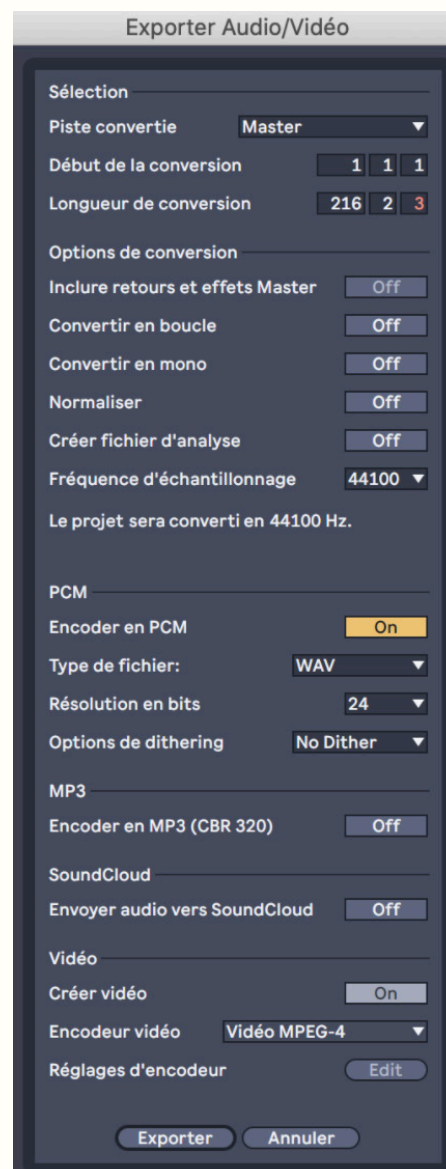 Exporter Audio/Vidéo
Sélection
Piste convertie Master
Début de la conversion 1 1 1
Longueur de conversion 216 2 3
Options de conversion
Inclure retours et effets Master Off
Convertir en boucle Off
Convertir en mono Off
Normaliser Off
Créer fichier d'analyse Off
Fréquence d'échantillonnage 44100
Le projet sera converti en 44100 Hz.
PCM
Encoder en PCM On
Type de fichier: WAV
Résolution en bits 24
Options de dithering No Dither
MP3
Encoder en MP3 (CBR 320) Off
SoundCloud
Envoyer audio vers SoundCloud Off
Vidéo
Créer vidéo On
Encodeur vidéo Vidéo MPEG-4
Réglages d'encodeur Edit
Exporter Annuler